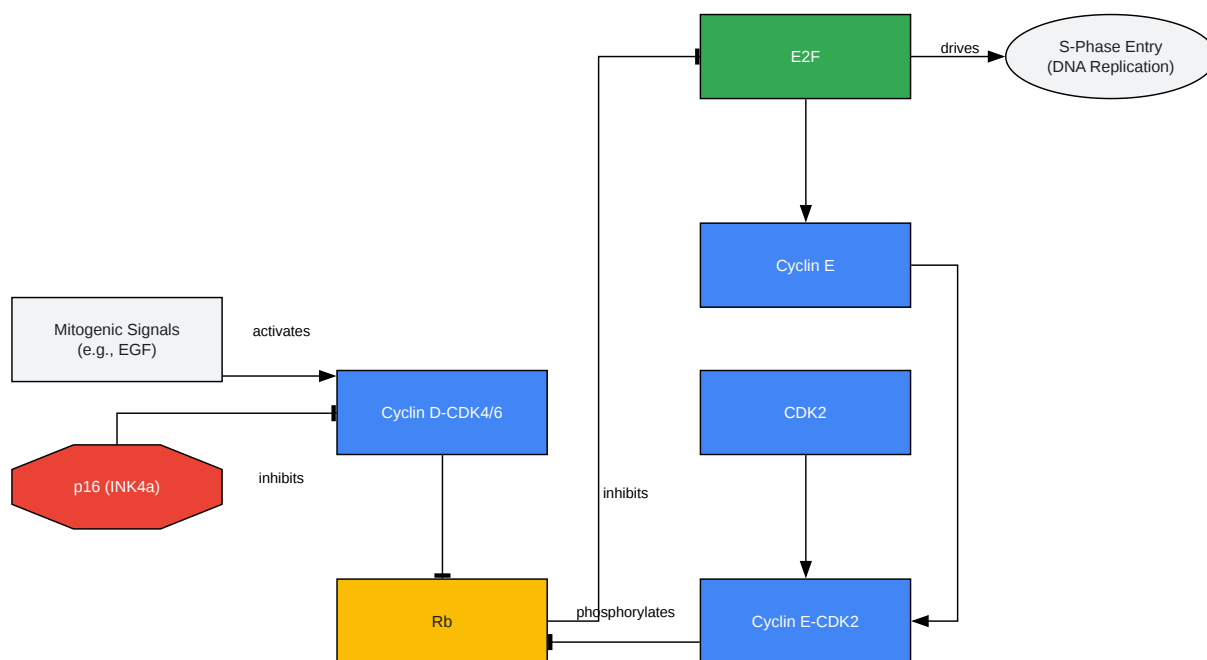 E2F
drives
S-Phase Entry
(DNA Replication)
Cyclin E
Mitogenic Signals
(e.g., EGF)
activates
Cyclin D-CDK4/6
CDK2
p16 (INK4a)
inhibits
inhibits
Rb
phosphorylates
Cyclin E-CDK2